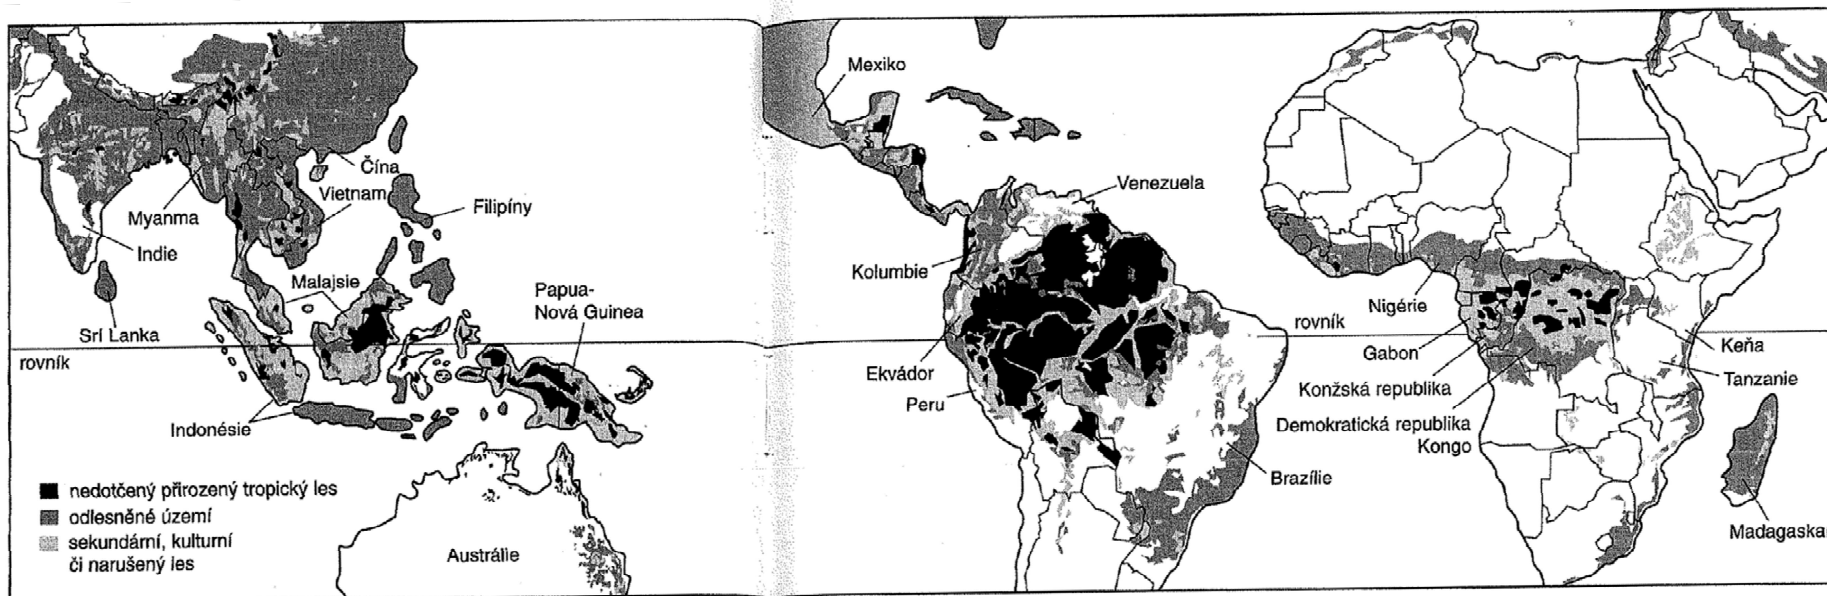 Čína
Vietnam
Myanma
Indie
Filipíny
Malajsie
Srí Lanka
Papua-
Nová Guinea
rovník
Indonésie
Austrálie
nedotčený přirozený tropický les
odlesněné území
sekundární, kulturní
či narušený les
Mexiko
Venezuela
Kolumbie
Ekvádor
Peru
Brazílie
rovník
Nigérie
Gabon
Konžská republika
Demokratická republika
Kongo
Keňa
Tanzanie
Madagaskar